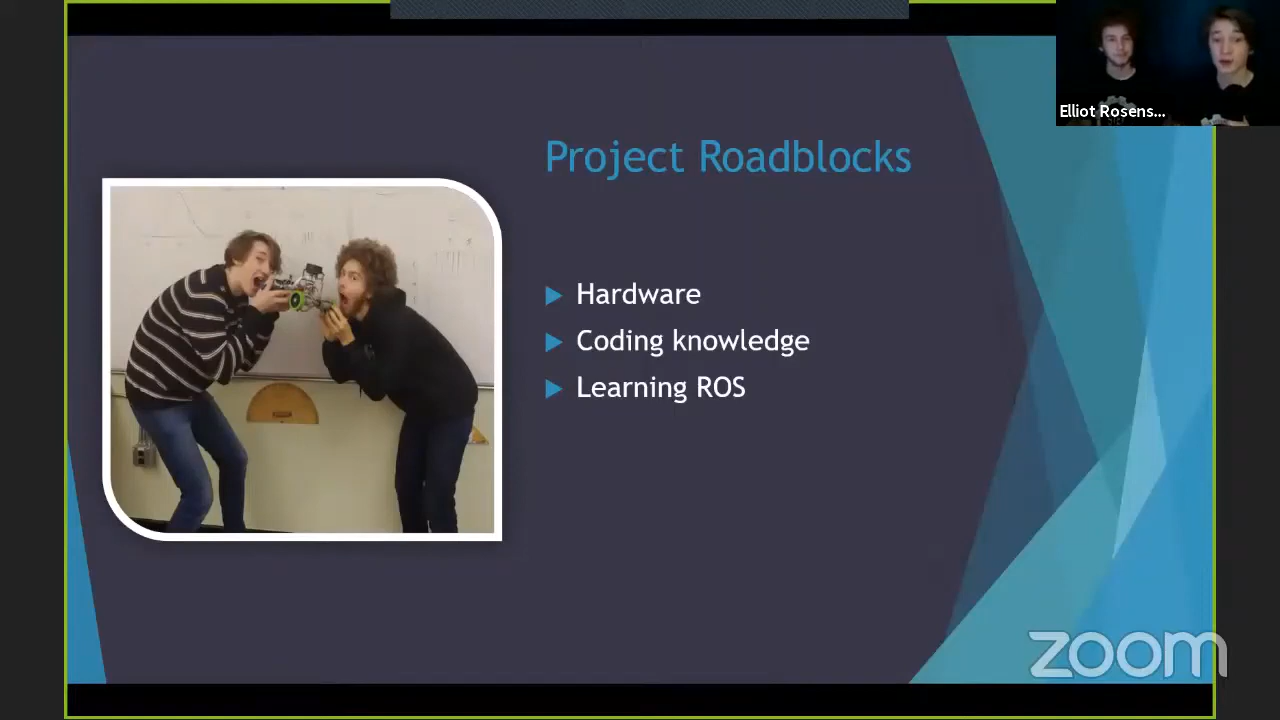 Elliot Rosens...
Project Roadblocks
Hardware
Coding knowledge
Learning ROS
zoom